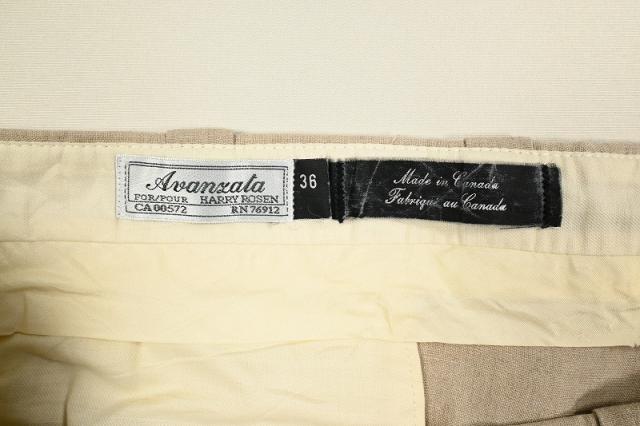 Avanzata
FOR/POUR HARRY ROSEN
CA 00572 RN 76912
36
Made in Canada
Fabriqué au Canada